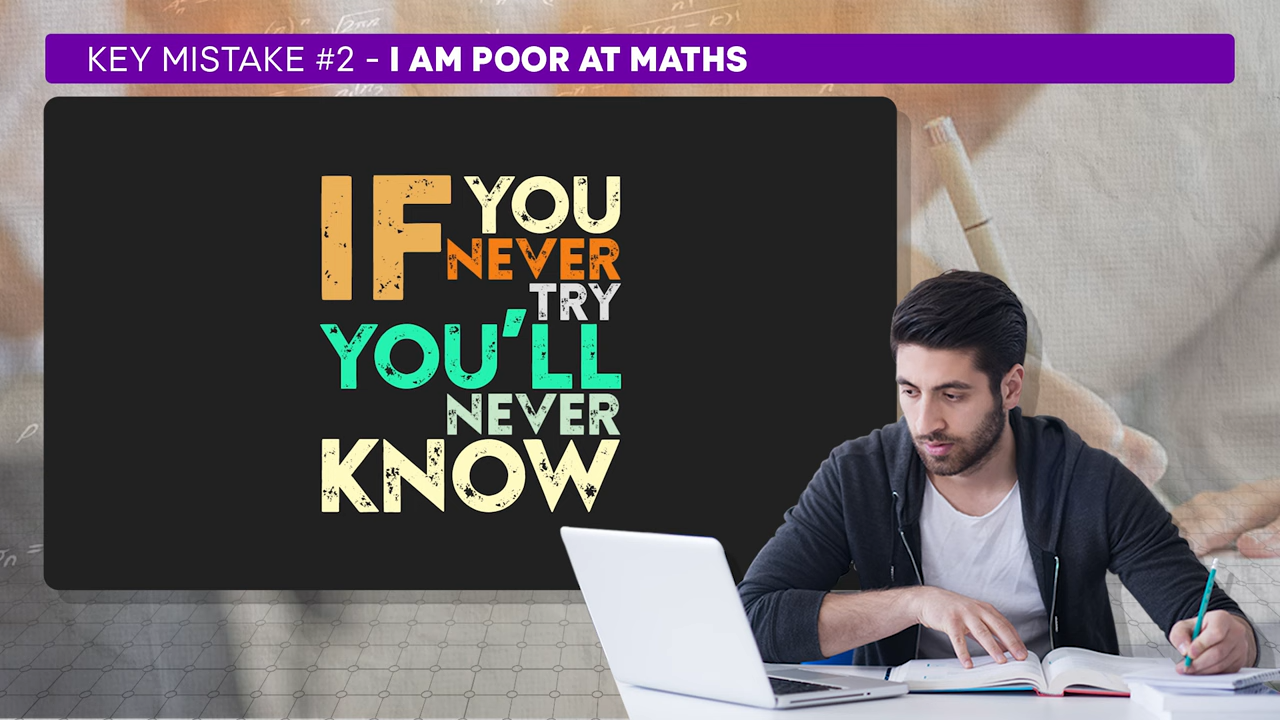 KEY MISTAKE #2 - I AM POOR AT MATHS
IF YOU
NEVER
TRY
YOU'LL
NEVER
KNOW